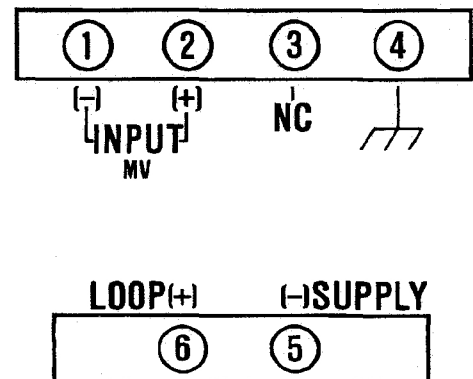 1 2 3 4
(-) (+) NC
INPUT
MV
LOOP(+) (-)SUPPLY
6 5